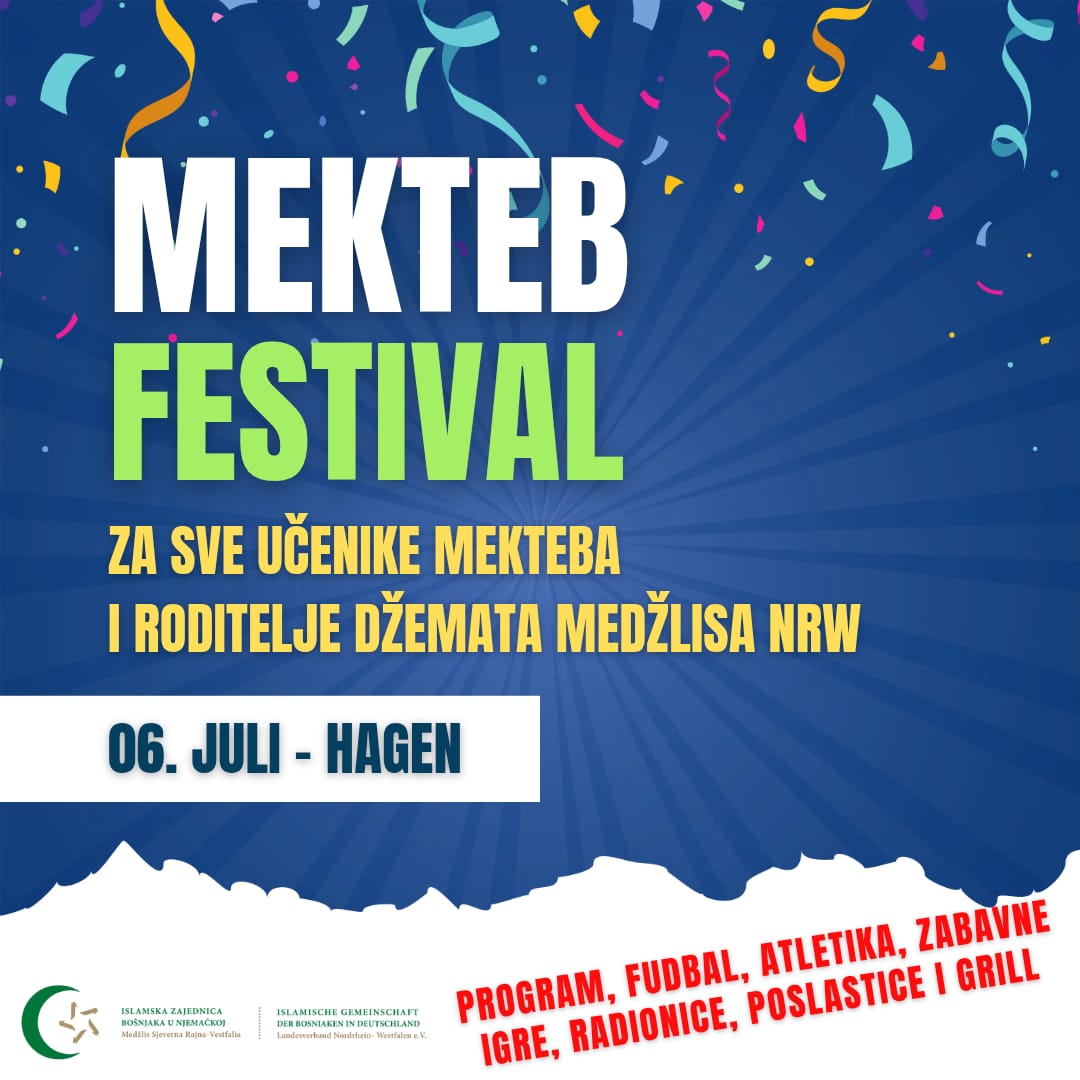 MEKTEB
FESTIVAL
ZA SVE UČENIKE MEKTEBA
I RODITELJE DŽEMATA MEDŽLISA NRW
06. JULI - HAGEN
PROGRAM, FUDBAL, ATLETIKA, ZABAVNE
IGRE, RADIONICE, POSLASTICE I GRILL
ISLAMSKA ZAJEDNICA
BOŠNJAKA U NJEMAČKOJ
Medžlis Sjeverna Rajna-Vestfalia
ISLAMISCHE GEMEINSCHAFT
DER BOSNIAKEN IN DEUTSCHLAND
Landesverband Nordrhein- Westfalen e.V.